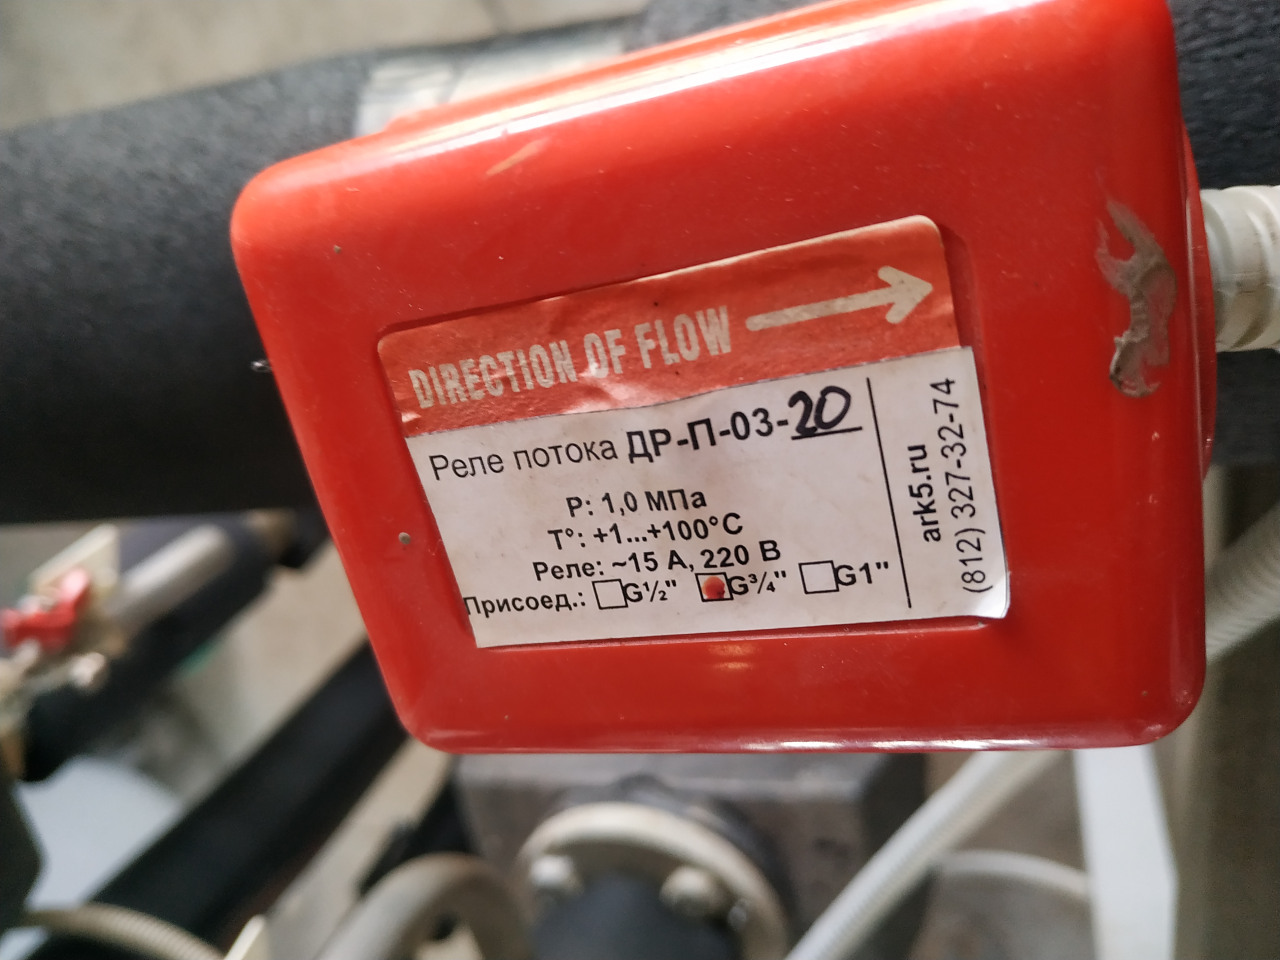 DIRECTION OF FLOW
Реле потока ДР-П-03-20
P: 1,0 МПа
T°: +1...+100°C
Реле: ~15 А, 220 В
Присоед.: G½" G¾" G1"
ark5.ru
(812) 327-32-74